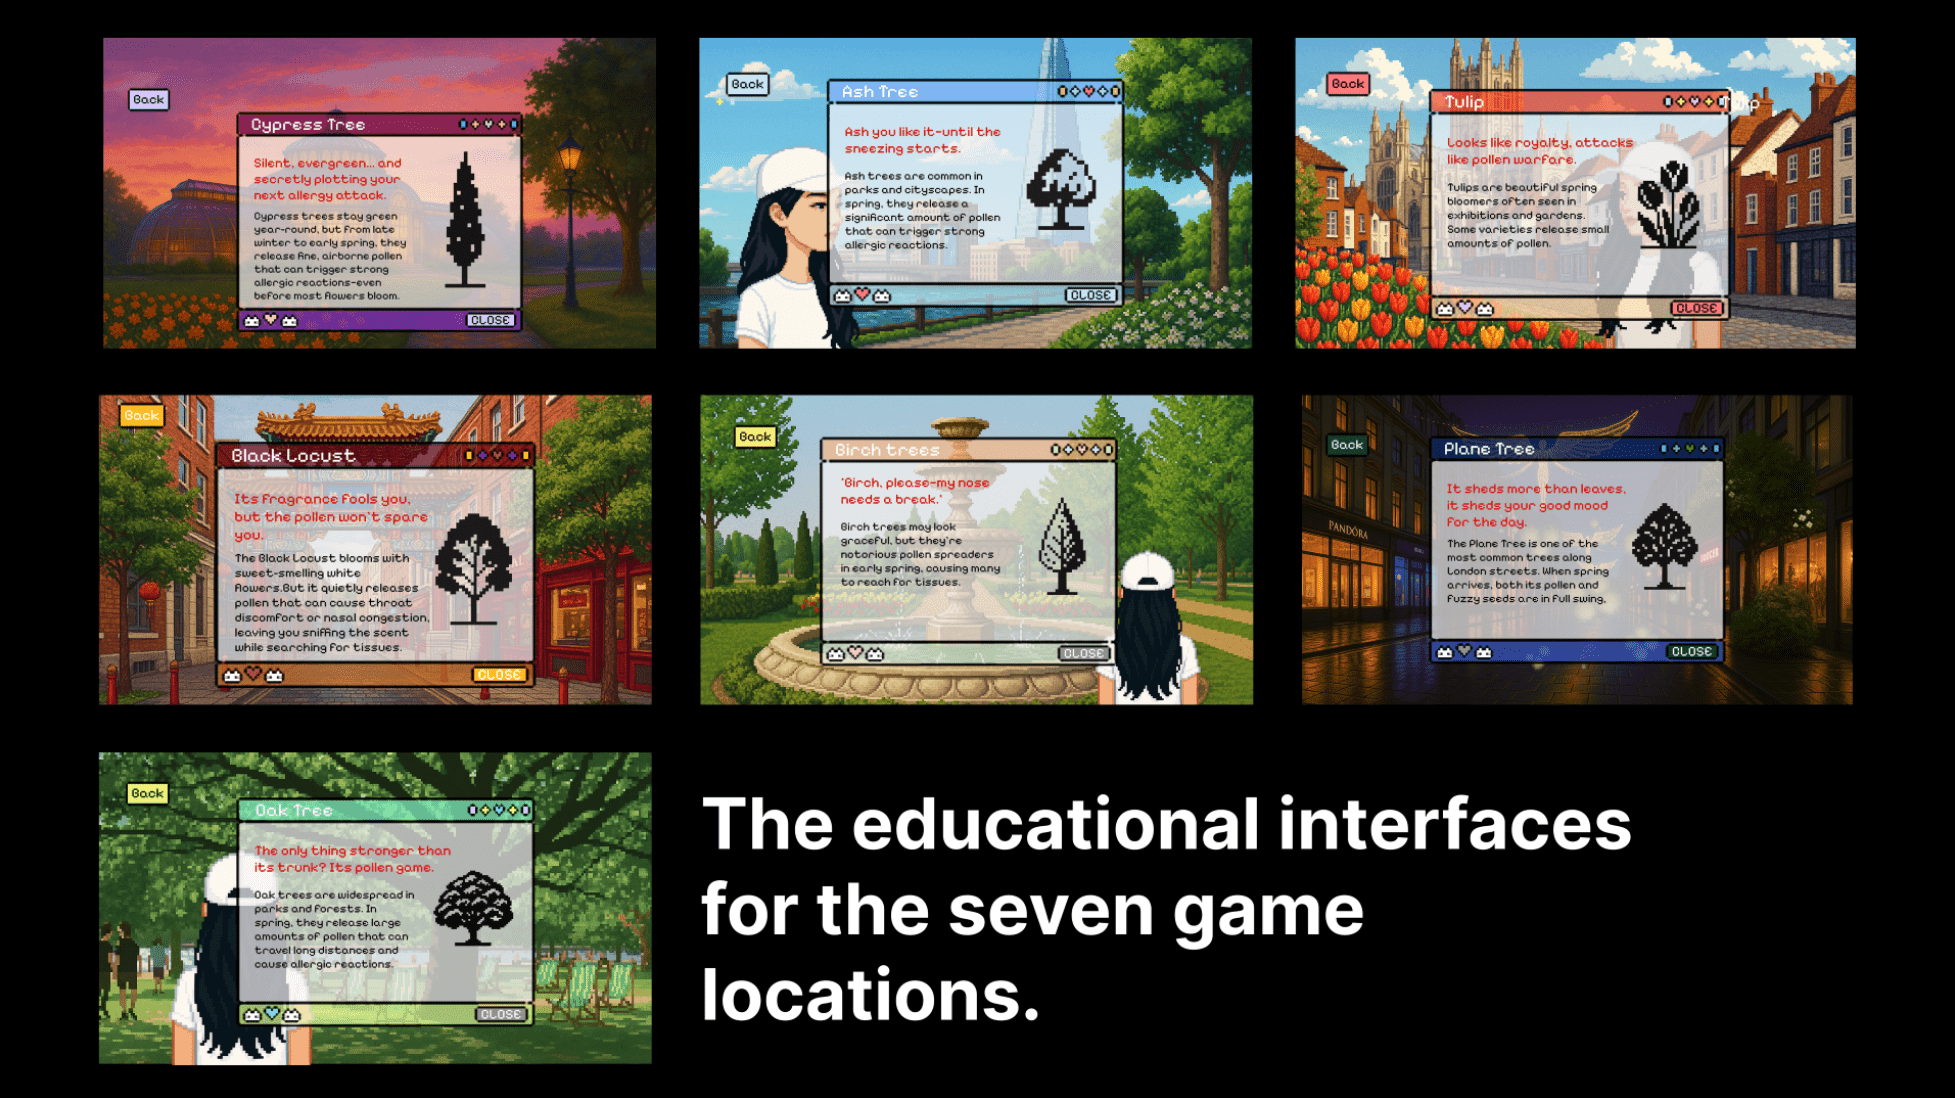 Back
Cypress Tree
Silent, evergreen... and
secretly plotting your
next allergy attack.
Cypress trees stay green
year-round, but from late
winter to early spring, they
release fine, airborne pollen
that can trigger strong
allergic reactions-even
before most flowers bloom.
CLOSE
Back
Ash Tree
Ash you like it-until the
sneezing starts.
Ash trees are common in
parks and cityscapes. In
spring, they release a
significant amount of pollen
that can trigger strong
allergic reactions.
CLOSE
Back
Tulip
Tulip
Looks like royalty, attacks
like pollen warfare.
Tulips are beautiful spring
bloomers often seen in
exhibitions and gardens.
Some varieties release small
amounts of pollen.
CLOSE
Back
Black Locust
Its fragrance fools you,
but the pollen won't spare
you.
The Black Locust blooms with
sweet-smelling white
flowers.But it quietly releases
pollen that can cause throat
discomfort or nasal congestion,
leaving you sniffing the scent
while searching for tissues.
CLOSE
Back
Birch trees
"Birch, please-my nose
needs a break."
Birch trees may look
graceful, but they're
notorious pollen spreaders
in early spring, causing many
to reach for tissues.
CLOSE
Back
PANDORA
Plane Tree
It sheds more than leaves,
it sheds your good mood
for the day.
The Plane Tree is one of the
most common trees along
London streets. When spring
arrives, both its pollen and
fuzzy seeds are in full swing.
CLOSE
Back
Oak Tree
The only thing stronger than
its trunk? Its pollen game.
Oak trees are widespread in
parks and forests. In
spring, they release large
amounts of pollen that can
travel long distances and
cause allergic reactions.
CLOSE
The educational interfaces
for the seven game
locations.